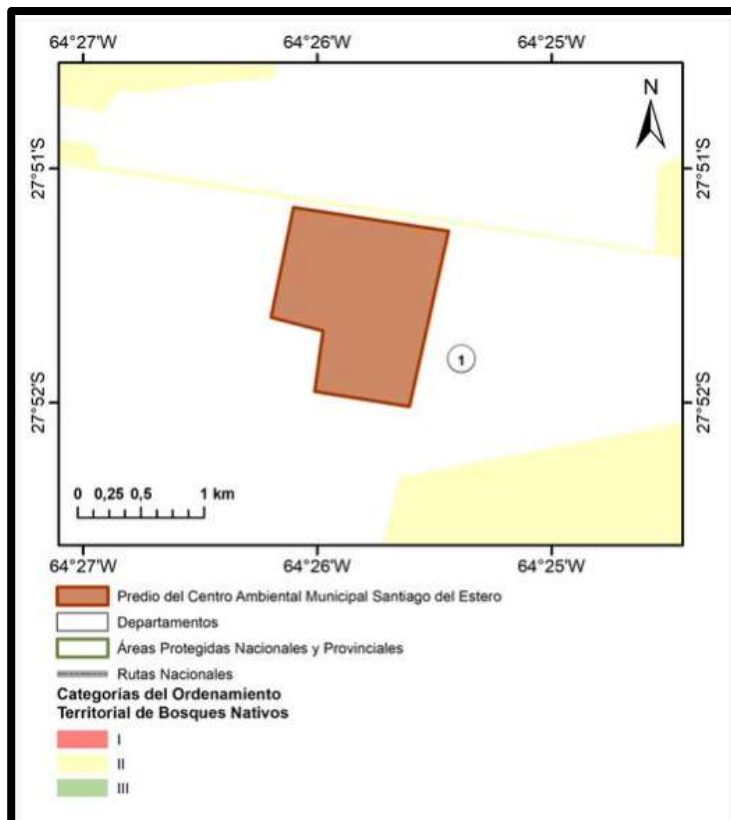 64°27'W 64°26'W 64°25'W
N
27°51'S 27°51'S
1
27°52'S 27°52'S
0 0,25 0,5 1 km
64°27'W 64°26'W 64°25'W
Predio del Centro Ambiental Municipal Santiago del Estero
Departamentos
Áreas Protegidas Nacionales y Provinciales
Rutas Nacionales
Categorías del Ordenamiento
Territorial de Bosques Nativos
I
II
III